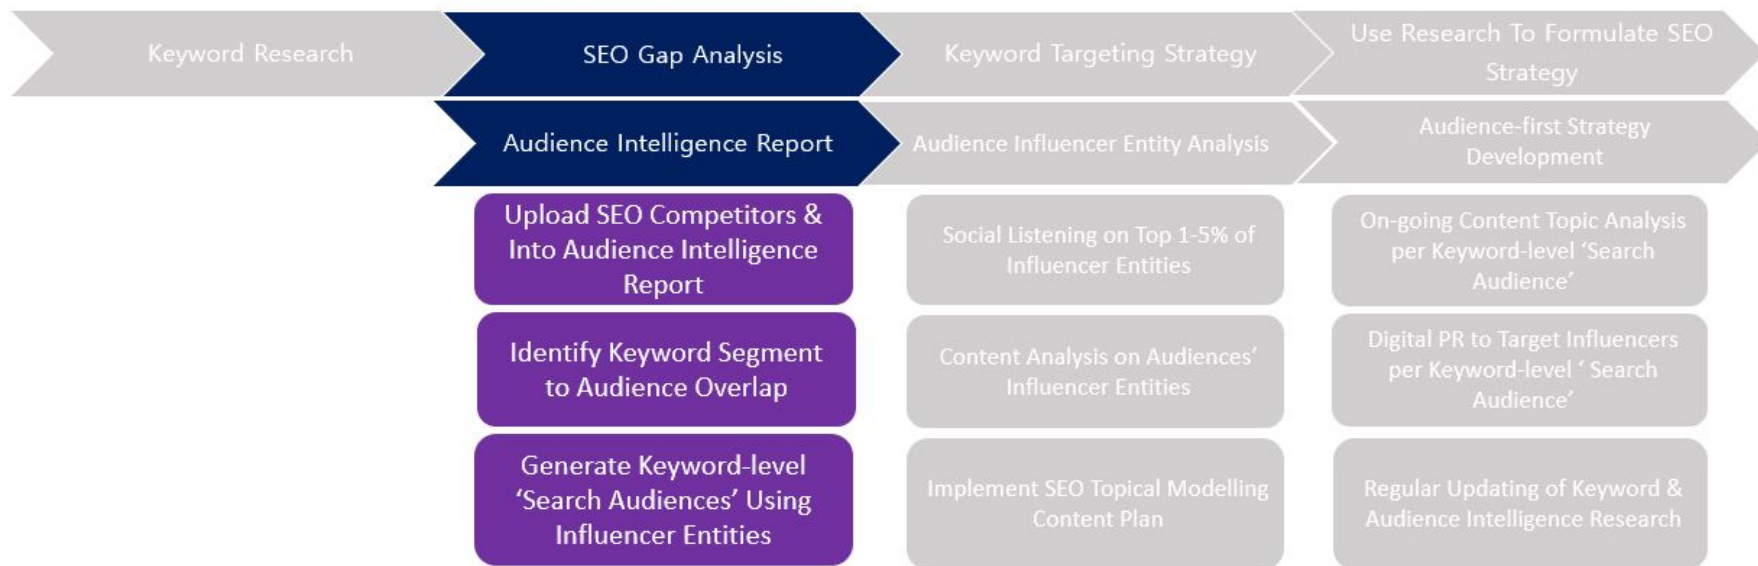 Keyword Research
SEO Gap Analysis
Keyword Targeting Strategy
Use Research To Formulate SEO
Strategy
Audience Intelligence Report
Audience Influencer Entity Analysis
Audience-first Strategy
Development
Upload SEO Competitors &
Into Audience Intelligence
Report
Identify Keyword Segment
to Audience Overlap
Generate Keyword-level
‘Search Audiences’ Using
Influencer Entities
Social Listening on Top 1-5% of
Influencer Entities
Content Analysis on Audiences’
Influencer Entities
Implement SEO Topical Modelling
Content Plan
On-going Content Topic Analysis
per Keyword-level ‘Search
Audience’
Digital PR to Target Influencers
per Keyword-level ‘ Search
Audience’
Regular Updating of Keyword &
Audience Intelligence Research